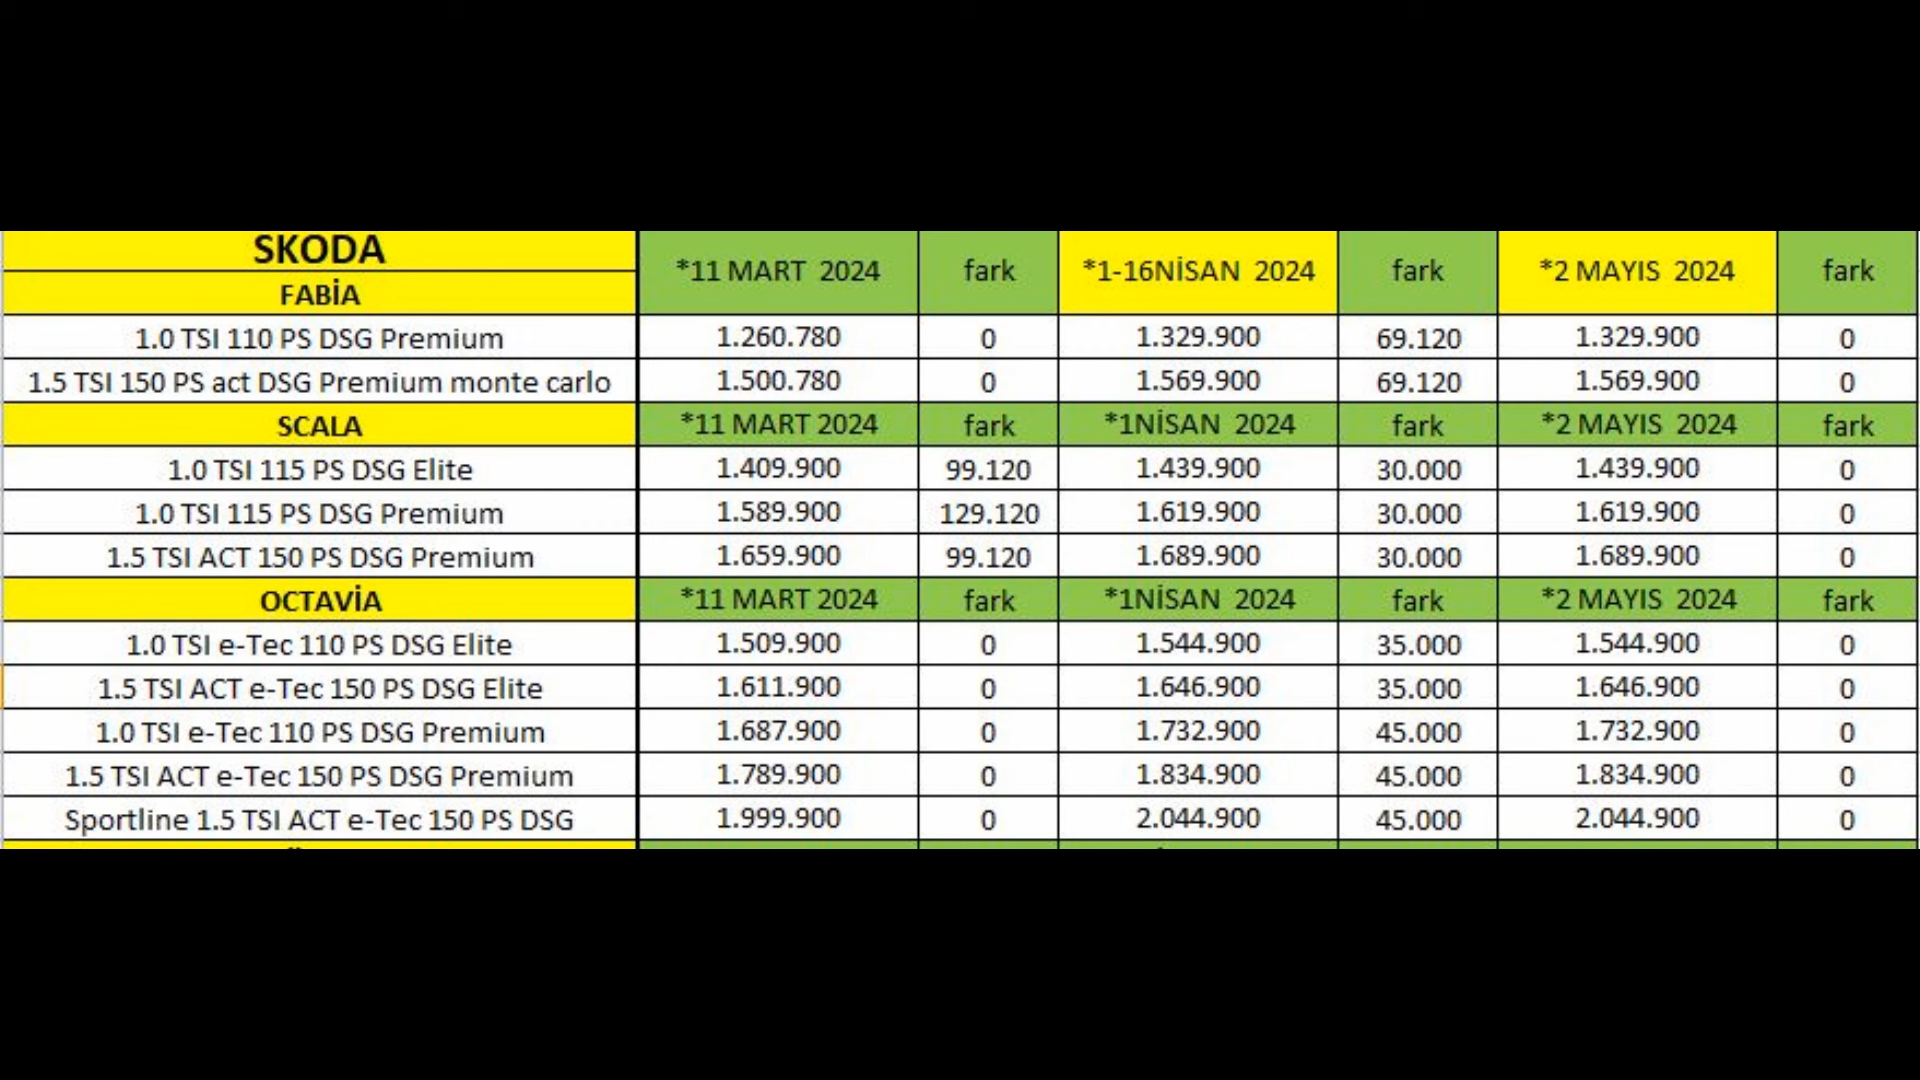 SKODA *11 MART 2024 fark *1-16NİSAN 2024 fark *2 MAYIS 2024 fark
FABİA
1.0 TSI 110 PS DSG Premium 1.260.780 0 1.329.900 69.120 1.329.900 0
1.5 TSI 150 PS act DSG Premium monte carlo 1.500.780 0 1.569.900 69.120 1.569.900 0
SCALA *11 MART 2024 fark *1NİSAN 2024 fark *2 MAYIS 2024 fark
1.0 TSI 115 PS DSG Elite 1.409.900 99.120 1.439.900 30.000 1.439.900 0
1.0 TSI 115 PS DSG Premium 1.589.900 129.120 1.619.900 30.000 1.619.900 0
1.5 TSI ACT 150 PS DSG Premium 1.659.900 99.120 1.689.900 30.000 1.689.900 0
OCTAVİA *11 MART 2024 fark *1NİSAN 2024 fark *2 MAYIS 2024 fark
1.0 TSI e-Tec 110 PS DSG Elite 1.509.900 0 1.544.900 35.000 1.544.900 0
1.5 TSI ACT e-Tec 150 PS DSG Elite 1.611.900 0 1.646.900 35.000 1.646.900 0
1.0 TSI e-Tec 110 PS DSG Premium 1.687.900 0 1.732.900 45.000 1.732.900 0
1.5 TSI ACT e-Tec 150 PS DSG Premium 1.789.900 0 1.834.900 45.000 1.834.900 0
Sportline 1.5 TSI ACT e-Tec 150 PS DSG 1.999.900 0 2.044.900 45.000 2.044.900 0